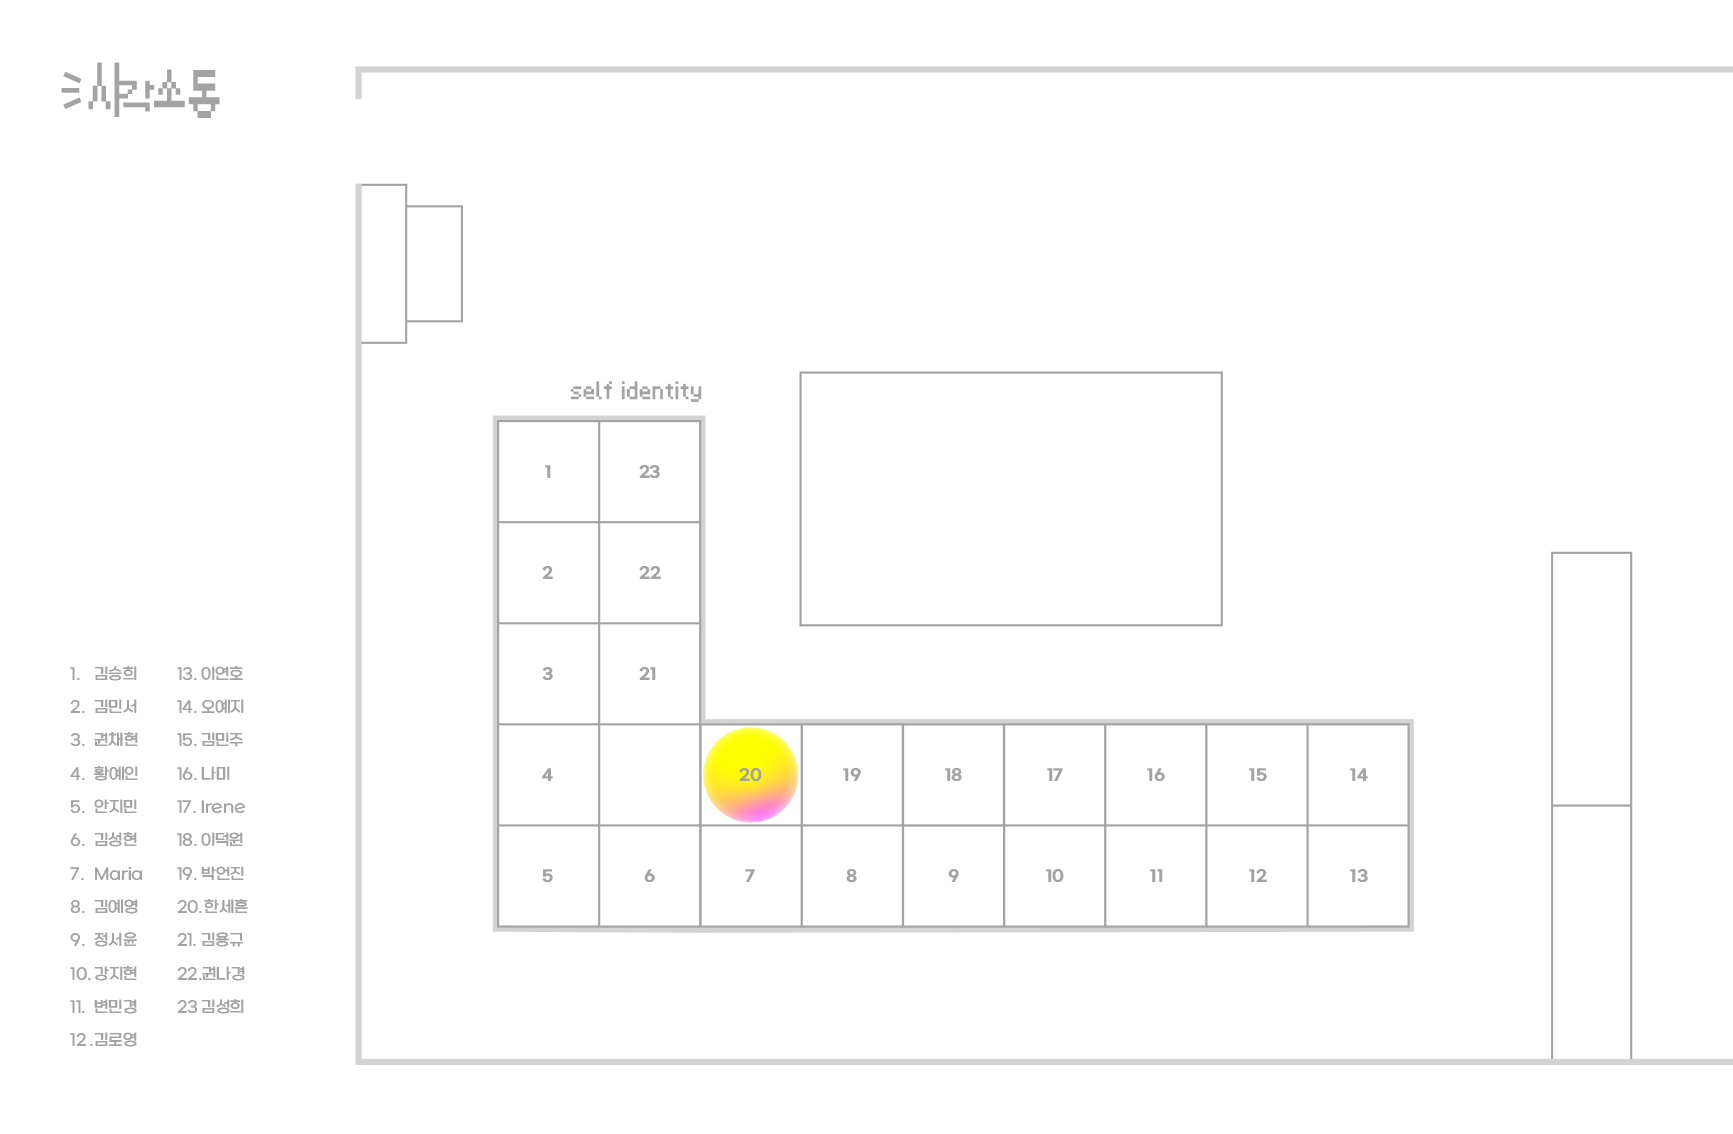 사각소동
self identity
1 23
2 22
3 21
4 20 19 18 17 16 15 14
5 6 7 8 9 10 11 12 13
1. 김승희
2. 김민서
3. 권채현
4. 황예인
5. 안지민
6. 김성현
7. Maria
8. 김예영
9. 정서윤
10. 강지현
11. 변민경
12 .김로영
13. 이연호
14. 오예지
15. 김민주
16. 나미
17. Irene
18. 이덕원
19. 박언진
20.한세흔
21. 김용규
22.권나경
23 김성희